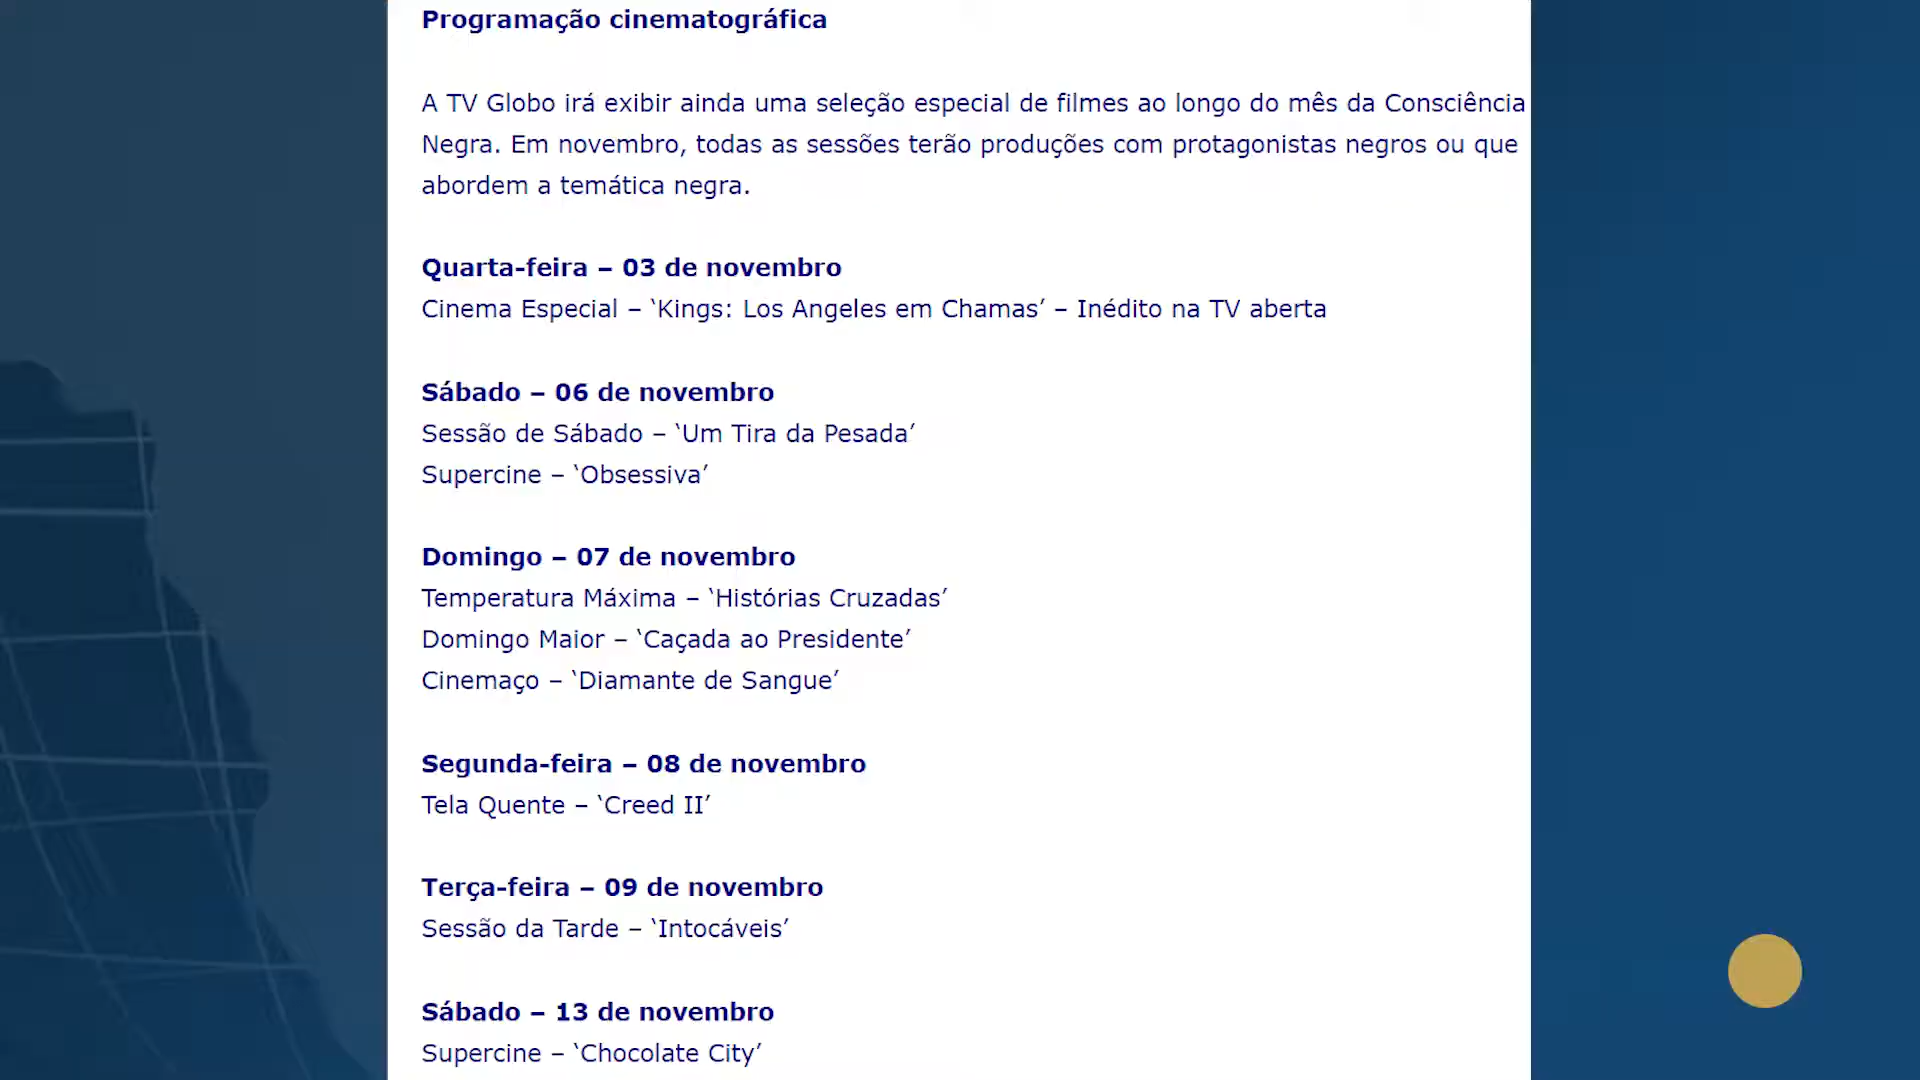 Programação cinematográfica
A TV Globo irá exibir ainda uma seleção especial de filmes ao longo do mês da Consciência
Negra. Em novembro, todas as sessões terão produções com protagonistas negros ou que
abordem a temática negra.
Quarta-feira – 03 de novembro
Cinema Especial – ‘Kings: Los Angeles em Chamas’ – Inédito na TV aberta
Sábado – 06 de novembro
Sessão de Sábado – ‘Um Tira da Pesada’
Supercine – ‘Obsessiva’
Domingo – 07 de novembro
Temperatura Máxima – ‘Histórias Cruzadas’
Domingo Maior – ‘Caçada ao Presidente’
Cinemaço – ‘Diamante de Sangue’
Segunda-feira – 08 de novembro
Tela Quente – ‘Creed II’
Terça-feira – 09 de novembro
Sessão da Tarde – ‘Intocáveis’
Sábado – 13 de novembro
Supercine – ‘Chocolate City’